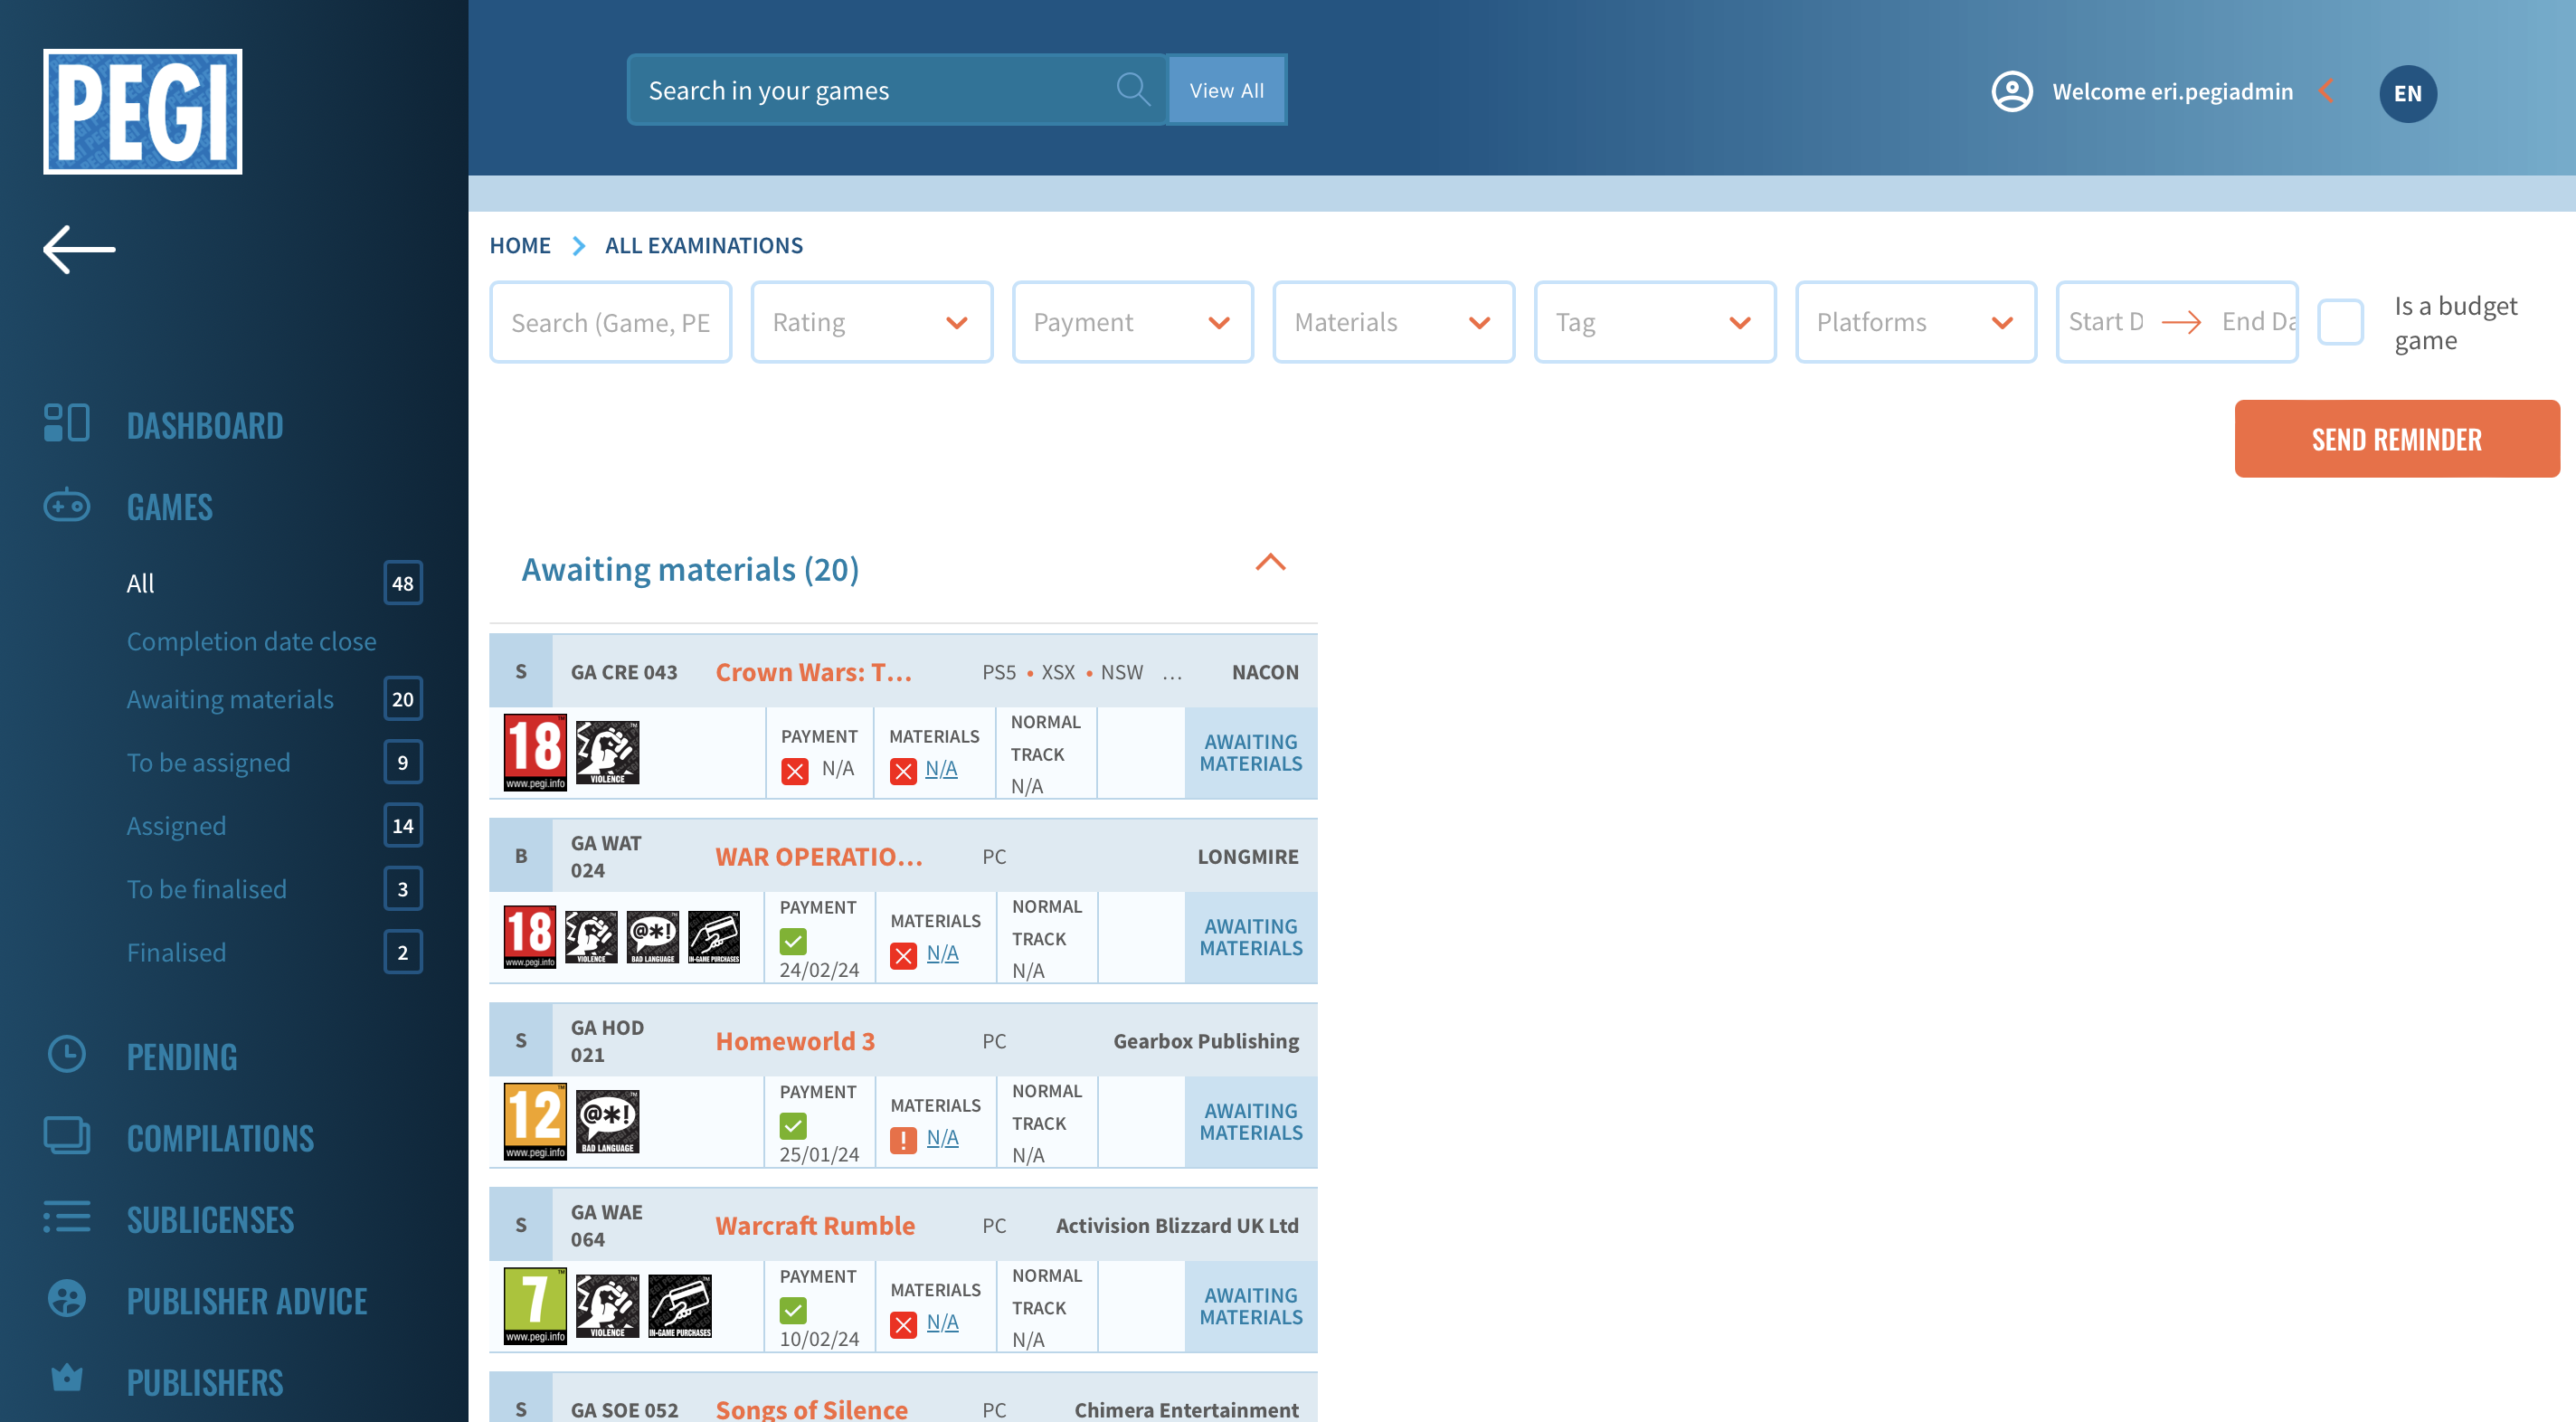 PEGI
Search in your games
View All
Welcome eri.pegiadmin
EN
HOME
ALL EXAMINATIONS
Search (Game, PE
Rating
Payment
Materials
Tag
Platforms
Start D
End Da
Is a budget
game
SEND REMINDER
DASHBOARD
GAMES
All
48
Completion date close
Awaiting materials
20
To be assigned
9
Assigned
14
To be finalised
3
Finalised
2
PENDING
COMPILATIONS
SUBLICENSES
PUBLISHER ADVICE
PUBLISHERS
Awaiting materials (20)
S
GA CRE 043
Crown Wars: T...
PS5 • XSX • NSW ...
NACON
18
www.pegi.info
VIOLENCE
PAYMENT
N/A
MATERIALS
N/A
NORMAL
TRACK
N/A
AWAITING
MATERIALS
B
GA WAT
024
WAR OPERATIO...
PC
LONGMIRE
18
www.pegi.info
VIOLENCE
@*!
BAD LANGUAGE
IN-GAME PURCHASES
PAYMENT
24/02/24
MATERIALS
N/A
NORMAL
TRACK
N/A
AWAITING
MATERIALS
S
GA HOD
021
Homeworld 3
PC
Gearbox Publishing
12
www.pegi.info
@*!
BAD LANGUAGE
PAYMENT
25/01/24
MATERIALS
N/A
NORMAL
TRACK
N/A
AWAITING
MATERIALS
S
GA WAE
064
Warcraft Rumble
PC
Activision Blizzard UK Ltd
7
www.pegi.info
VIOLENCE
IN-GAME PURCHASES
PAYMENT
10/02/24
MATERIALS
N/A
NORMAL
TRACK
N/A
AWAITING
MATERIALS
S
GA SOE 052
Songs of Silence
PC
Chimera Entertainment